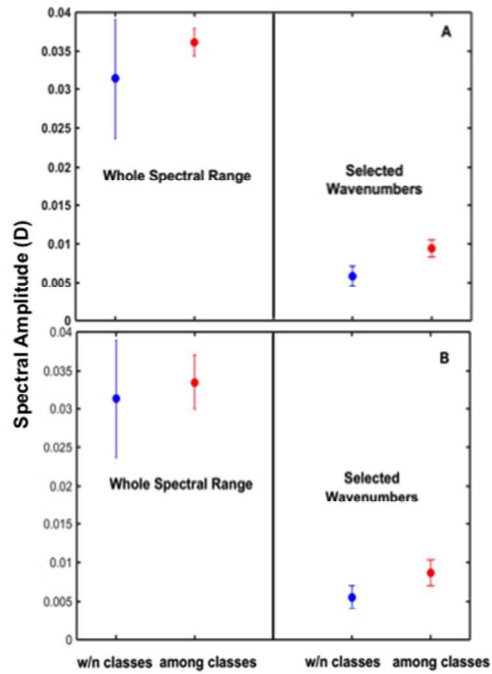 Spectral Amplitude (D)
0.04
0.035
0.03
0.025
0.02
0.015
0.01
0.005
0
A
Whole Spectral Range
Selected
Wavenumbers
0.04
0.035
0.03
0.025
0.02
0.015
0.01
0.005
0
B
Whole Spectral Range
Selected
Wavenumbers
w/n classes among classes w/n classes among classes